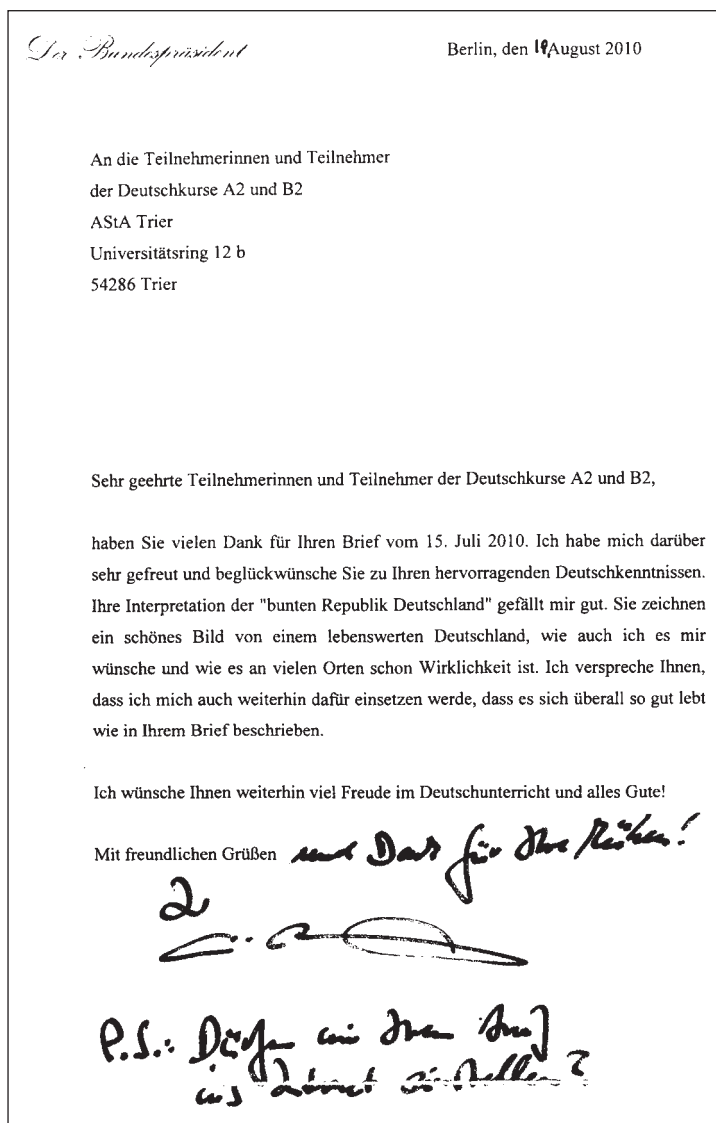 Der Bundespräsident
Berlin, den 19. August 2010
An die Teilnehmerinnen und Teilnehmer
der Deutschkurse A2 und B2
AStA Trier
Universitätsring 12 b
54286 Trier
Sehr geehrte Teilnehmerinnen und Teilnehmer der Deutschkurse A2 und B2,
haben Sie vielen Dank für Ihren Brief vom 15. Juli 2010. Ich habe mich darüber
sehr gefreut und beglückwünsche Sie zu Ihren hervorragenden Deutschkenntnissen.
Ihre Interpretation der "bunten Republik Deutschland" gefällt mir gut. Sie zeichnen
ein schönes Bild von einem lebenswerten Deutschland, wie auch ich es mir
wünsche und wie es an vielen Orten schon Wirklichkeit ist. Ich verspreche Ihnen,
dass ich mich auch weiterhin dafür einsetzen werde, dass es sich überall so gut lebt
wie in Ihrem Brief beschrieben.
Ich wünsche Ihnen weiterhin viel Freude im Deutschunterricht und alles Gute!
Mit freundlichen Grüßen und Dank für Ihre Mühen!
P.S.: Dürfen wir Ihren Brief
ins Internet einstellen?